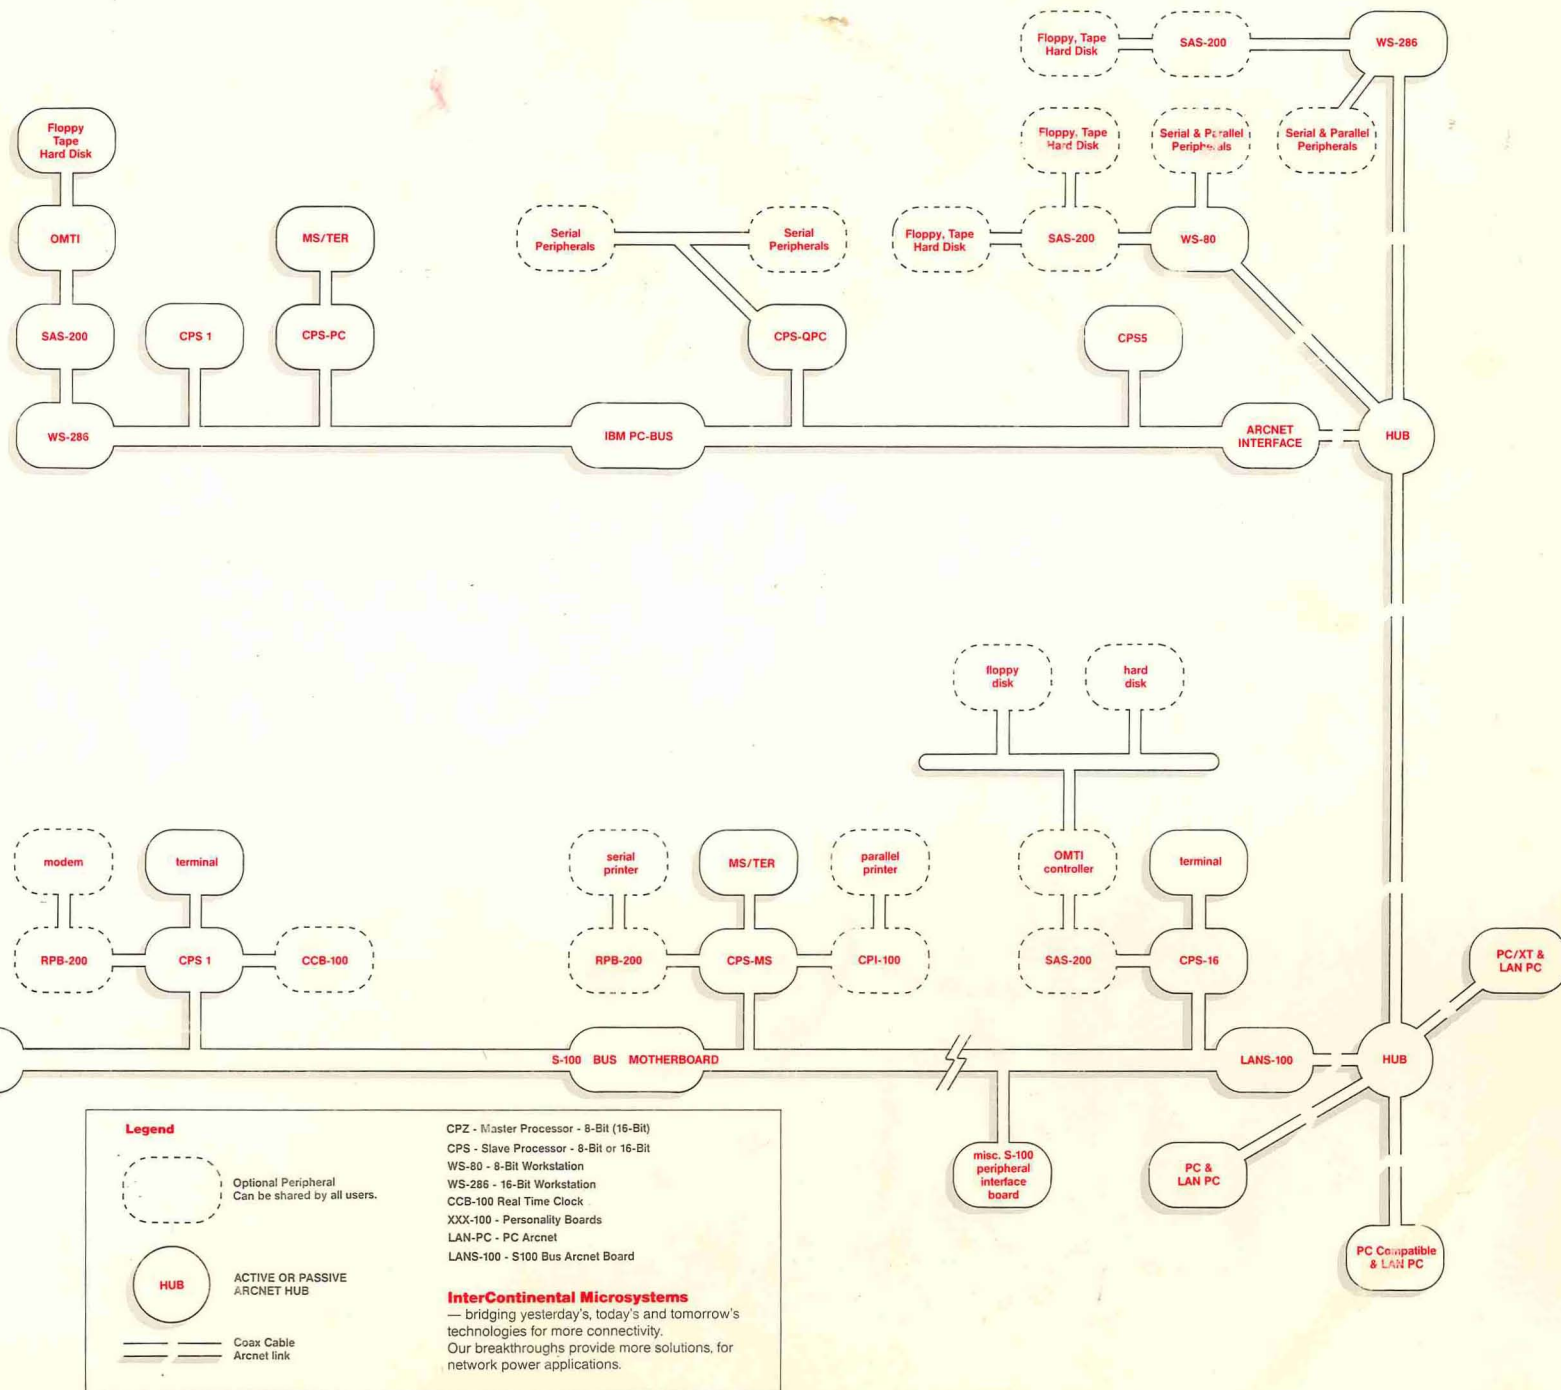 Floppy, Tape
Hard Disk
SAS-200
WS-286
Floppy
Tape
Hard Disk
Floppy, Tape
Hard Disk
Serial & Parallel
Peripherals
Serial & Parallel
Peripherals
OMTI
MS/TER
Serial
Peripherals
Serial
Peripherals
Floppy, Tape
Hard Disk
SAS-200
WS-80
SAS-200
CPS 1
CPS-PC
CPS-QPC
CPS5
WS-286
IBM PC-BUS
ARCNET
INTERFACE
HUB
floppy
disk
hard
disk
modem
terminal
serial
printer
MS/TER
parallel
printer
OMTI
controller
terminal
RPB-200
CPS 1
CCB-100
RPB-200
CPS-MS
CPI-100
SAS-200
CPS-16
PC/XT &
LAN PC
S-100 BUS MOTHERBOARD
LANS-100
HUB
misc. S-100
peripheral
interface
board
PC &
LAN PC
PC Compatible
& LAN PC
Legend
Optional Peripheral
Can be shared by all users.
HUB
ACTIVE OR PASSIVE
ARCNET HUB
Coax Cable
Arcnet link
CPZ - Master Processor - 8-Bit (16-Bit)
CPS - Slave Processor - 8-Bit or 16-Bit
WS-80 - 8-Bit Workstation
WS-286 - 16-Bit Workstation
CCB-100 Real Time Clock
XXX-100 - Personality Boards
LAN-PC - PC Arcnet
LANS-100 - S100 Bus Arcnet Board
InterContinental Microsystems
— bridging yesterday's, today's and tomorrow's
technologies for more connectivity.
Our breakthroughs provide more solutions, for
network power applications.